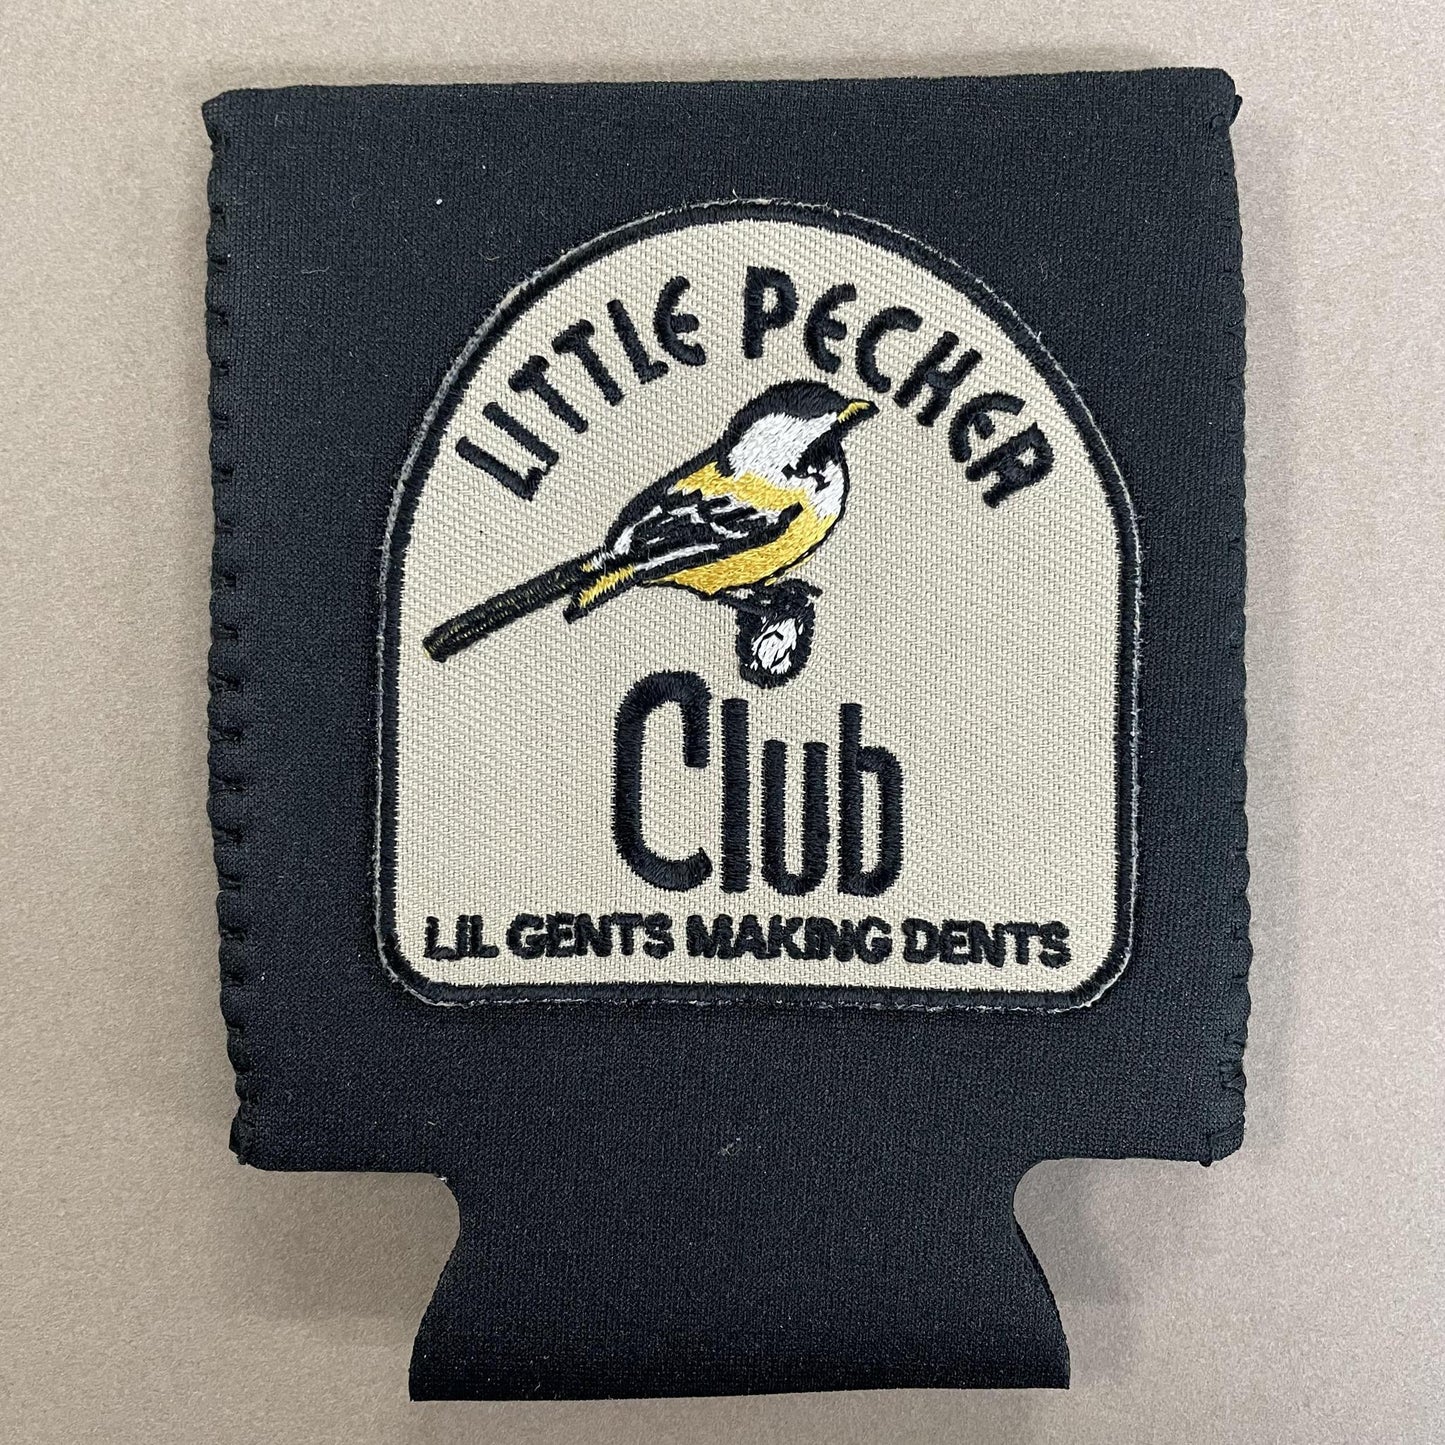 LITTLE PECKER
Club
LIL GENTS MAKING DENTS